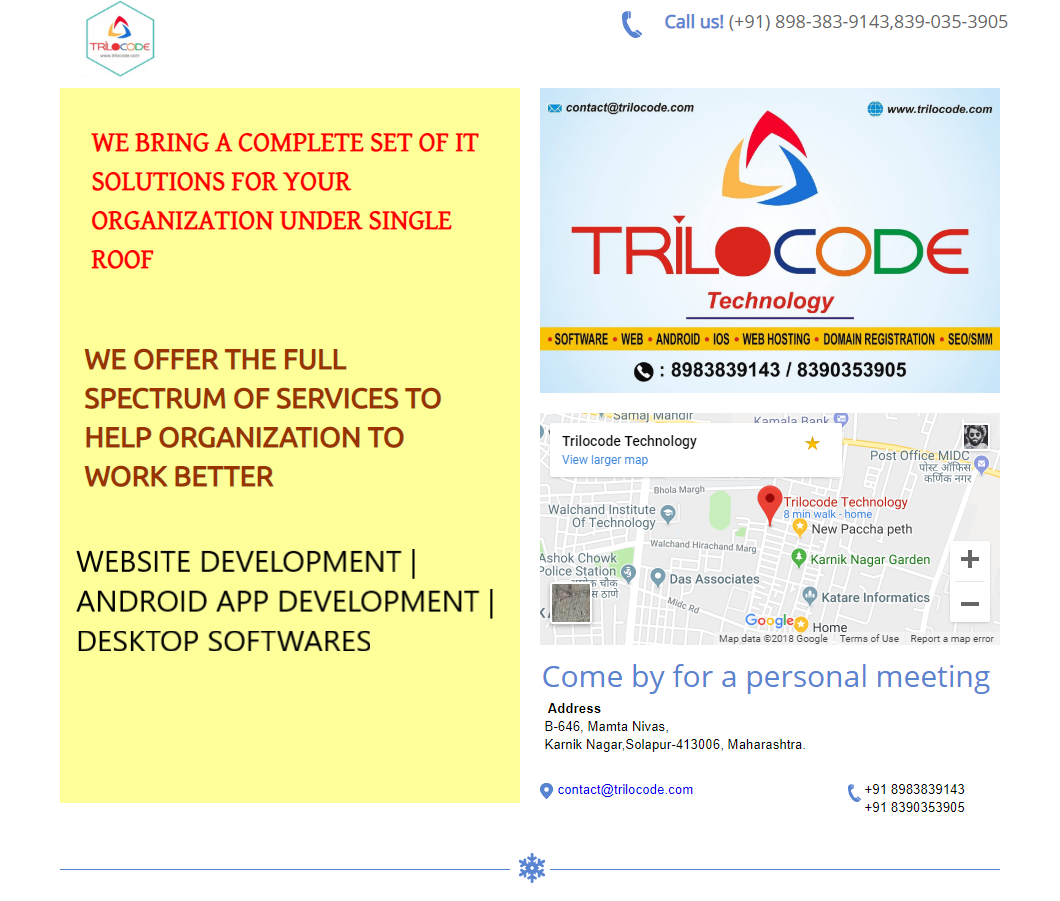 TRILOCODE
www.trilocode.com
Call us! (+91) 898-383-9143,839-035-3905
WE BRING A COMPLETE SET OF IT
SOLUTIONS FOR YOUR
ORGANIZATION UNDER SINGLE
ROOF
WE OFFER THE FULL
SPECTRUM OF SERVICES TO
HELP ORGANIZATION TO
WORK BETTER
WEBSITE DEVELOPMENT |
ANDROID APP DEVELOPMENT |
DESKTOP SOFTWARES
contact@trilocode.com
www.trilocode.com
TRILOCODE
Technology
• SOFTWARE • WEB • ANDROID • IOS • WEB HOSTING • DOMAIN REGISTRATION • SEO/SMM
: 8983839143 / 8390353905
Samaj Mandir
Kamala Bank
Trilocode Technology
View larger map
Post Office MIDC
पोस्ट ऑफिस
कर्णिक नगर
Bhola Margh
Trilocode Technology
8 min walk - home
Walchand Institute
Of Technology
New Paccha peth
Walchand Hirachand Marg
Ashok Chowk
Police Station
अशोक चौक
स ठाणे
Karnik Nagar Garden
Das Associates
Midc Rd
Katare Informatics
Google
Home
Map data ©2018 Google
Terms of Use
Report a map error
Come by for a personal meeting
Address
B-646, Mamta Nivas,
Karnik Nagar,Solapur-413006, Maharashtra.
contact@trilocode.com
+91 8983839143
+91 8390353905